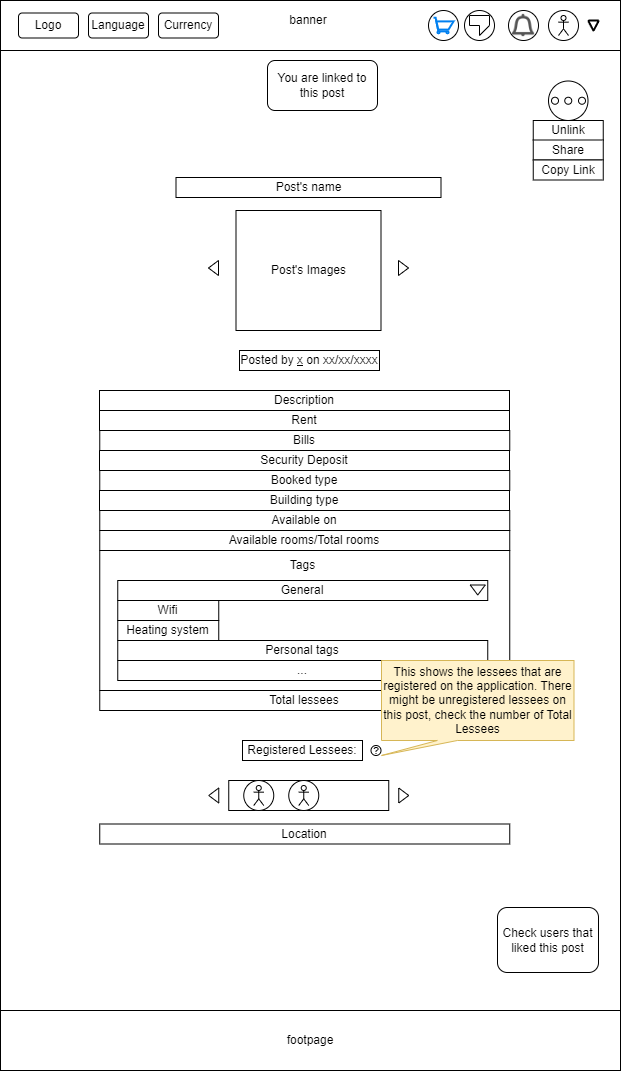 Logo
Language
Currency
banner
You are linked to
this post
Unlink
Share
Copy Link
Post's name
Post's Images
Posted by x on xx/xx/xxxx
Description
Rent
Bills
Security Deposit
Booked type
Building type
Available on
Available rooms/Total rooms
Tags
General
Wifi
Heating system
Personal tags
...
This shows the lessees that are
registered on the application. There
might be unregistered lessees on
this post, check the number of Total
Lessees
Total lessees
Registered Lessees:
?
Location
Check users that
liked this post
footpage